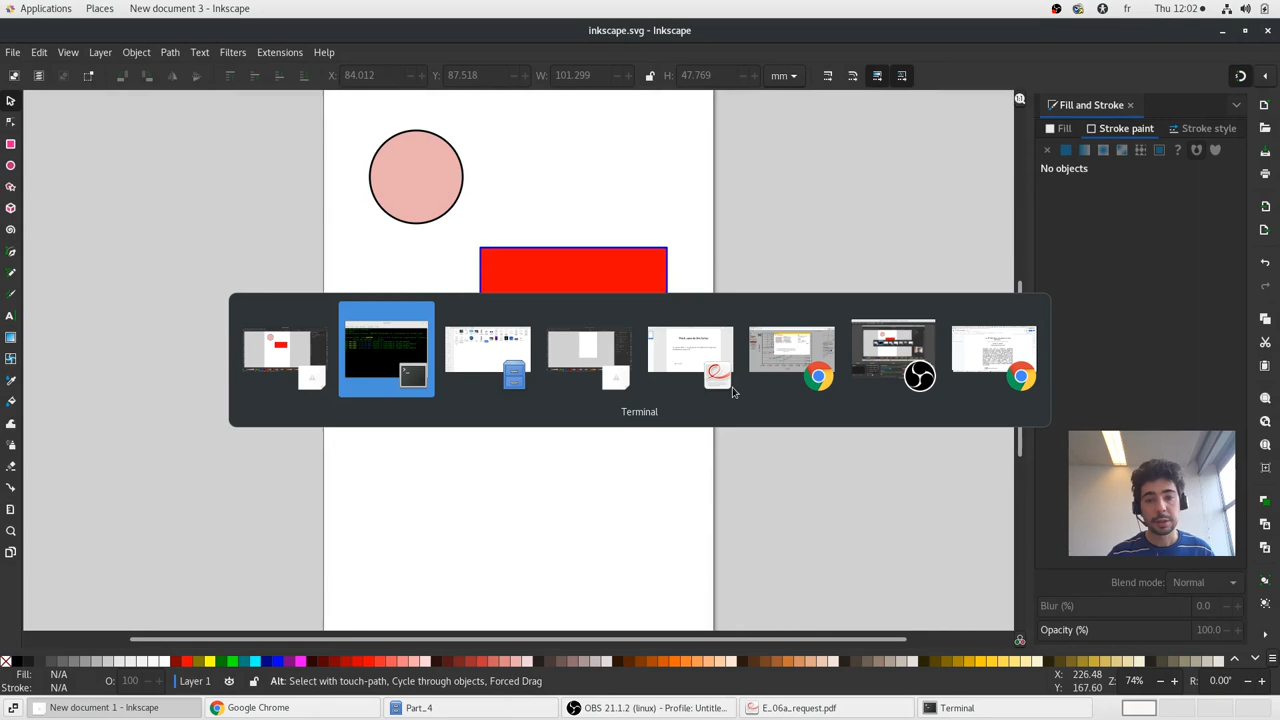 Applications Places New document 3 - Inkscape fr Thu 12:02
inkscape.svg - Inkscape
File Edit View Layer Object Path Text Filters Extensions Help
X: 84.012 Y: 87.518 W: 101.299 H: 47.769 mm
Fill and Stroke
Fill Stroke paint Stroke style
No objects
Terminal
Blend mode: Normal
Blur (%) 0.0
Opacity (%) 100.0
Fill: N/A
Stroke: N/A
O: 100 Layer 1 Alt: Select with touch-path, Cycle through objects, Forced Drag
X: 226.48
Y: 167.60
Z: 74% R: 0.00°
New document 1 - Inkscape Google Chrome Part_4 OBS 21.1.2 (linux) - Profile: Untitle... E_06a_request.pdf Terminal